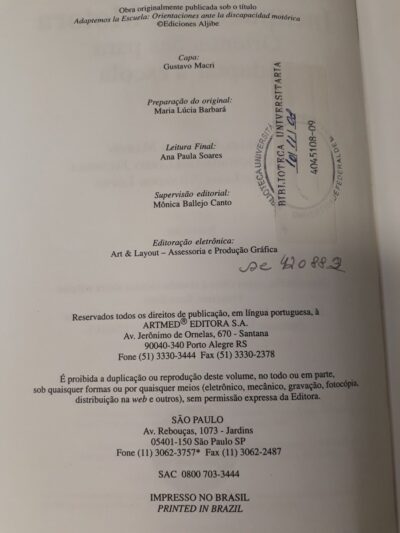 Obra originalmente publicada sob o título
Adaptemos la Escuela: Orientaciones ante la discapacidad motórica
©Ediciones Aljibe
Capa:
Gustavo Macri
Preparação do original:
Maria Lúcia Barbará
Leitura Final:
Ana Paula Soares
Supervisão editorial:
Mônica Ballejo Canto
Editoração eletrônica:
Art & Layout – Assessoria e Produção Gráfica
BIBLIOTECA UNIVERSITÁRIA
4045108-09
42088
Reservados todos os direitos de publicação, em língua portuguesa, à
ARTMED® EDITORA S.A.
Av. Jerônimo de Ornelas, 670 - Santana
90040-340 Porto Alegre RS
Fone (51) 3330-3444 Fax (51) 3330-2378
É proibida a duplicação ou reprodução deste volume, no todo ou em parte,
sob quaisquer formas ou por quaisquer meios (eletrônico, mecânico, gravação, fotocópia,
distribuição na web e outros), sem permissão expressa da Editora.
SÃO PAULO
Av. Rebouças, 1073 - Jardins
05401-150 São Paulo SP
Fone (11) 3062-3757* Fax (11) 3062-2487
SAC 0800 703-3444
IMPRESSO NO BRASIL
PRINTED IN BRAZIL